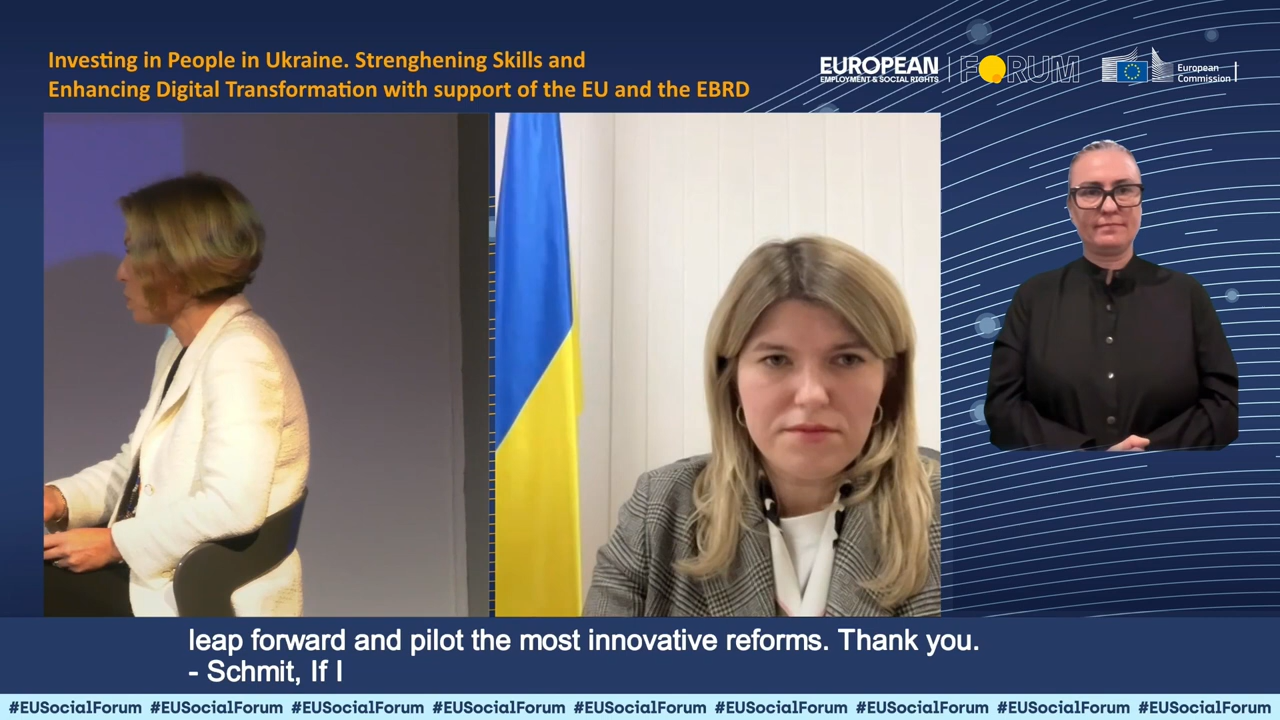 Investing in People in Ukraine. Strenghening Skills and
Enhancing Digital Transformation with support of the EU and the EBRD
EUROPEAN
EMPLOYMENT & SOCIAL RIGHTS
FORUM
European
Commission
leap forward and pilot the most innovative reforms. Thank you.
- Schmit, If I
#EUSocialForum #EUSocialForum #EUSocialForum #EUSocialForum #EUSocialForum #EUSocialForum #EUSocialForum #EUSocialForum #EUSocialForum